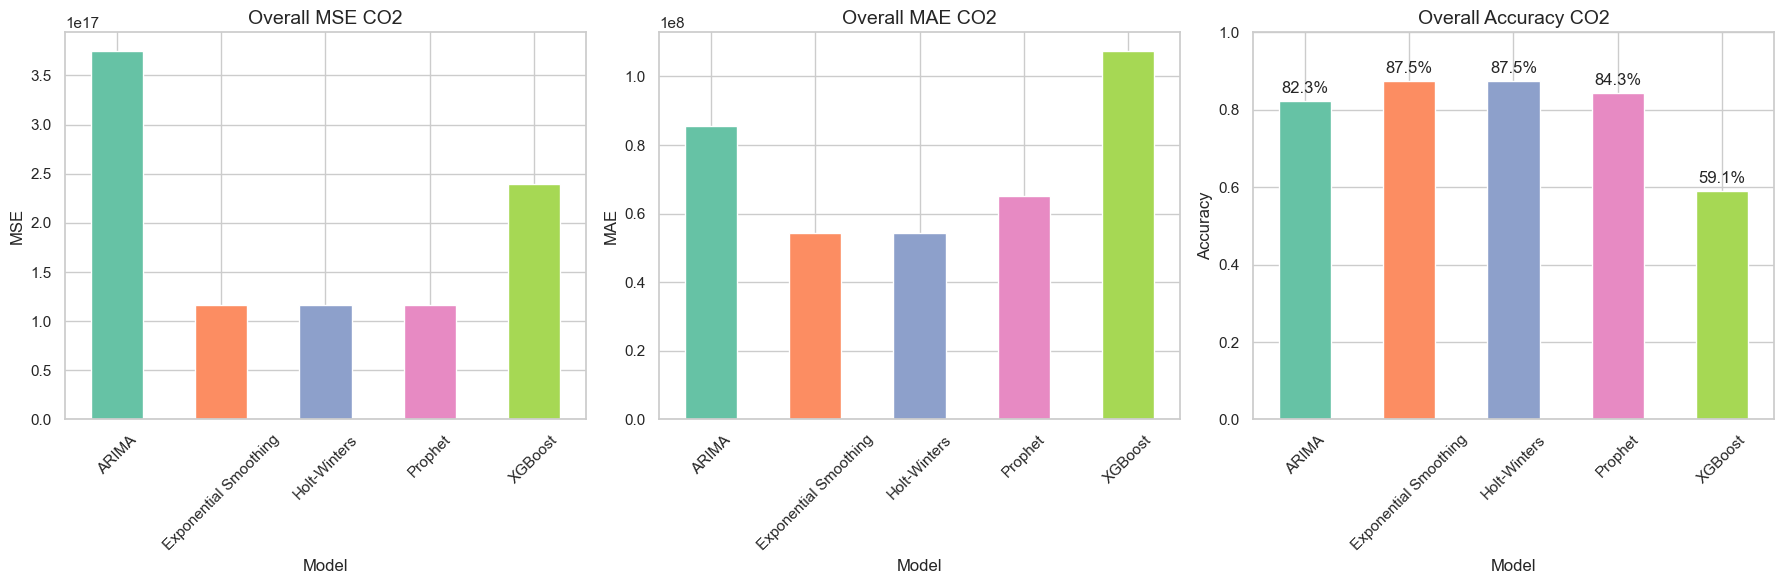 Overall MSE CO2
1e17
3.5
3.0
2.5
2.0
1.5
1.0
0.5
0.0
MSE
ARIMA
Exponential Smoothing
Holt-Winters
Prophet
XGBoost
Model
Overall MAE CO2
1e8
1.0
0.8
0.6
0.4
0.2
0.0
MAE
ARIMA
Exponential Smoothing
Holt-Winters
Prophet
XGBoost
Model
Overall Accuracy CO2
1.0
0.8
0.6
0.4
0.2
0.0
Accuracy
82.3%
87.5%
87.5%
84.3%
59.1%
ARIMA
Exponential Smoothing
Holt-Winters
Prophet
XGBoost
Model